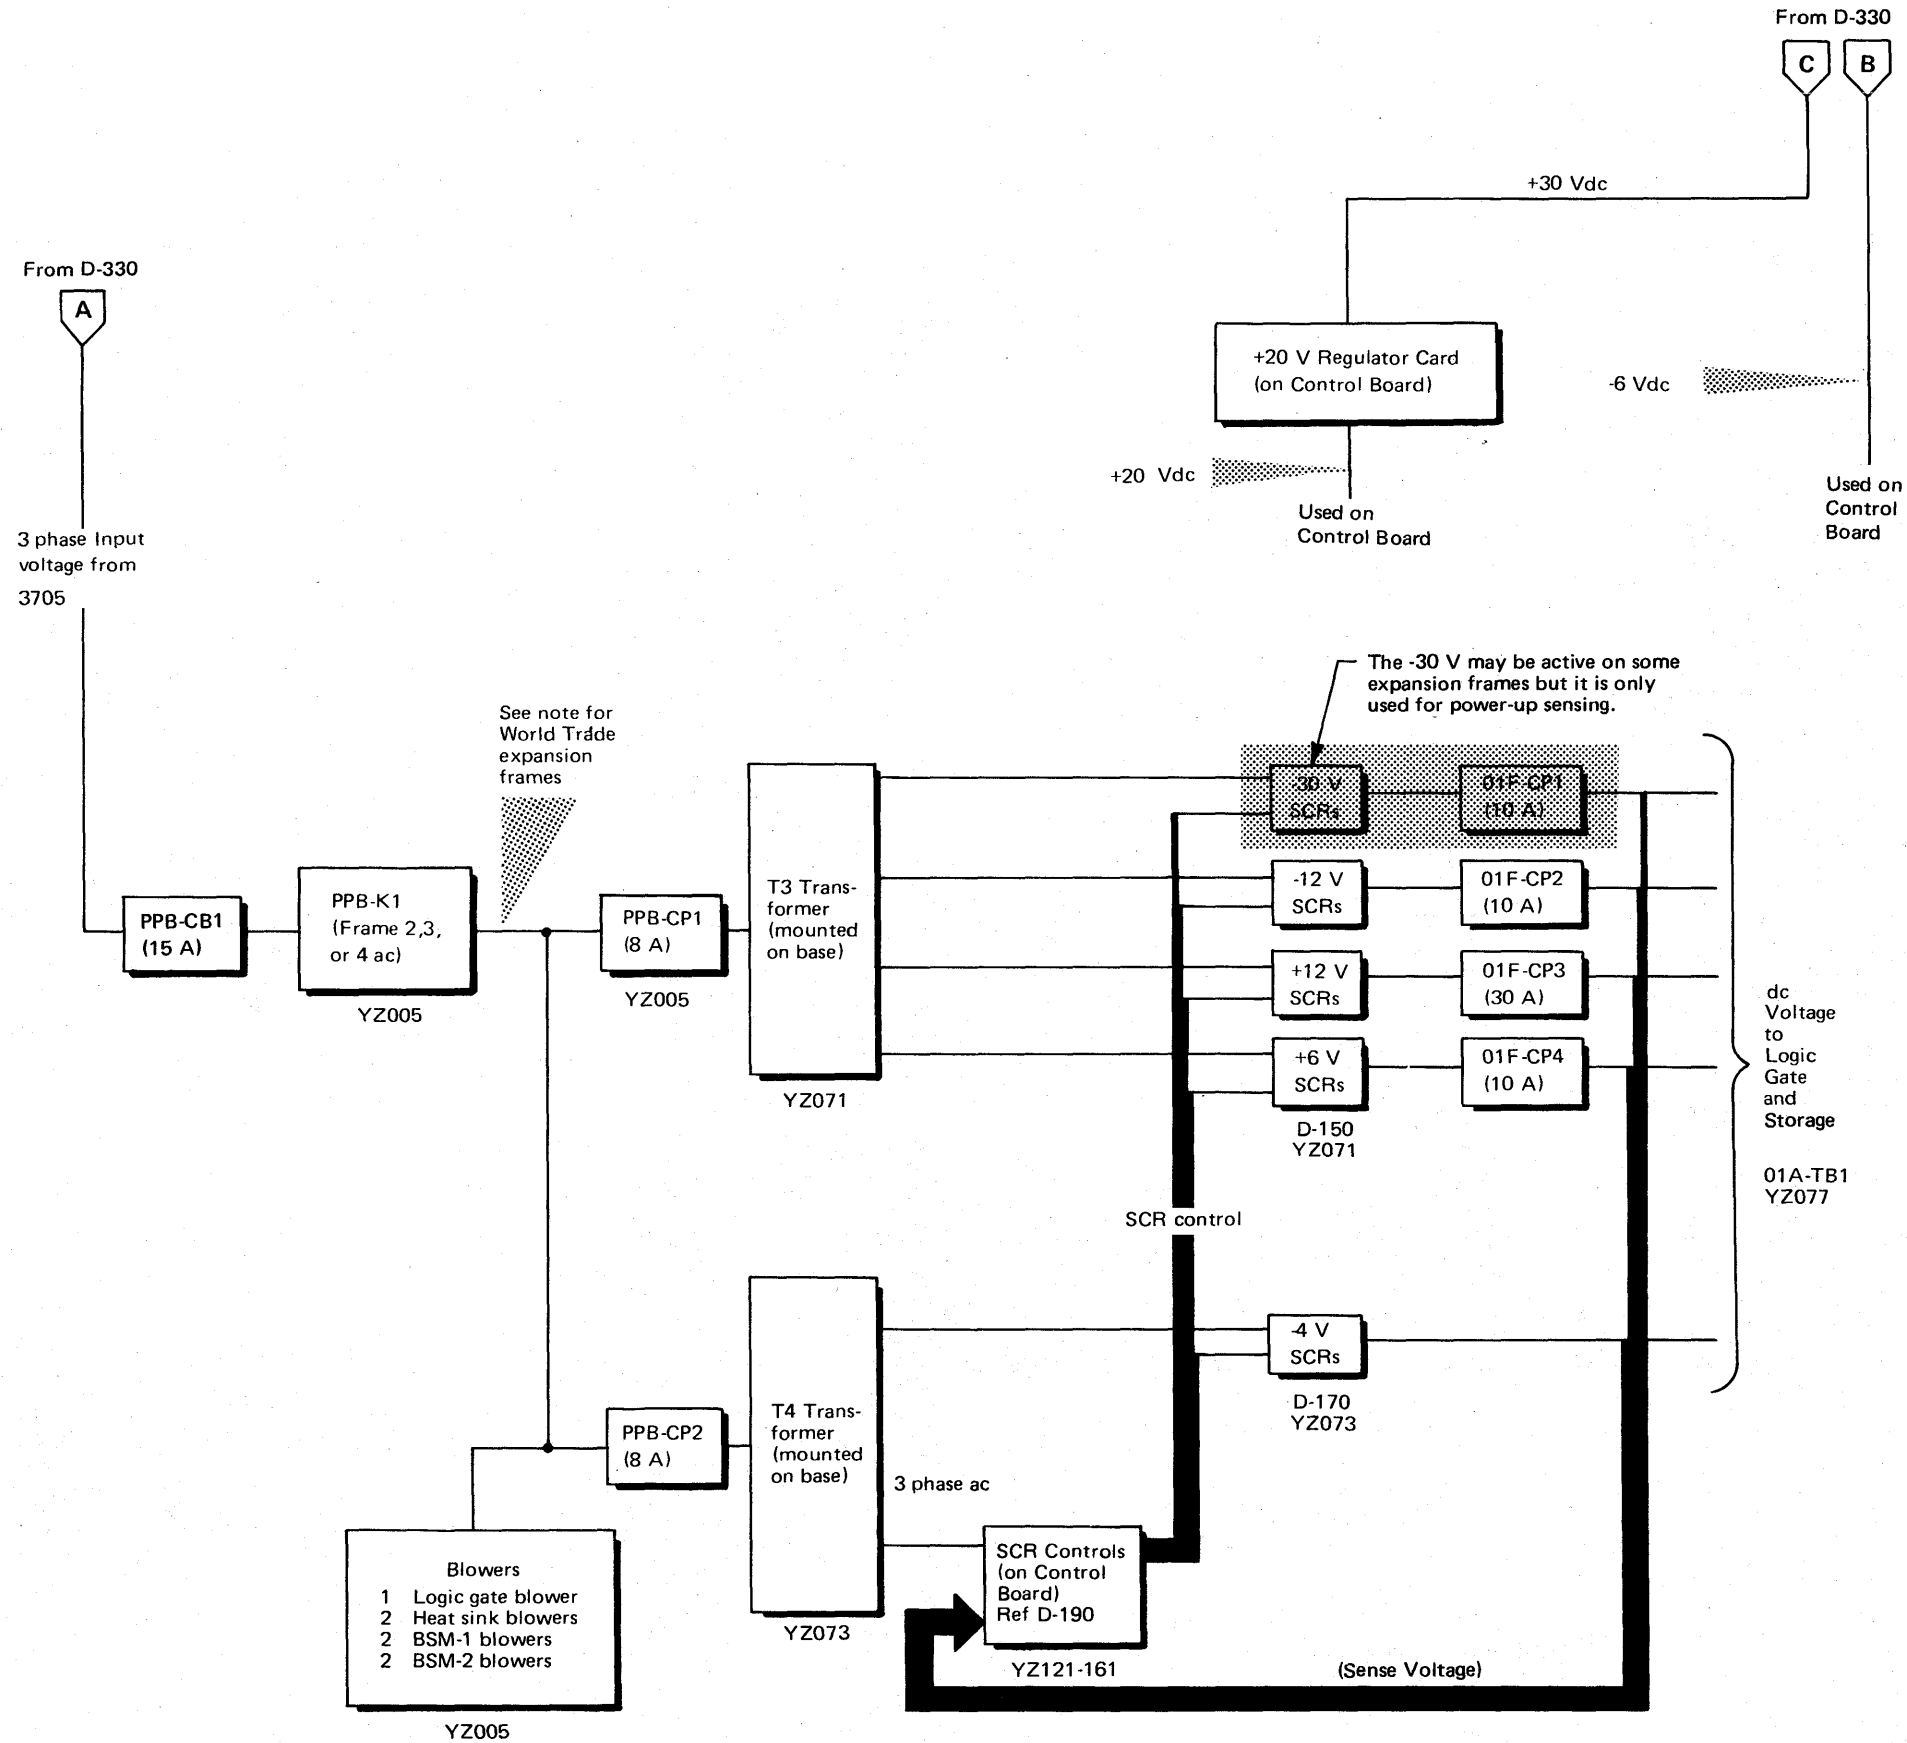 From D-330
C B
+30 Vdc
From D-330
A
+20 V Regulator Card
(on Control Board)
-6 Vdc
+20 Vdc
Used on
Control Board
Used on
Control
Board
3 phase Input
voltage from
3705
The -30 V may be active on some
expansion frames but it is only
used for power-up sensing.
See note for
World Trade
expansion
frames
PPB-CB1
(15 A)
PPB-K1
(Frame 2,3,
or 4 ac)
YZ005
PPB-CP1
(8 A)
YZ005
T3 Trans-
former
(mounted
on base)
YZ071
-30 V
SCRs
01F-CP1
(10 A)
-12 V
SCRs
01F-CP2
(10 A)
+12 V
SCRs
01F-CP3
(30 A)
+6 V
SCRs
01F-CP4
(10 A)
D-150
YZ071
dc
Voltage
to
Logic
Gate
and
Storage
01A-TB1
YZ077
SCR control
-4 V
SCRs
D-170
YZ073
PPB-CP2
(8 A)
T4 Trans-
former
(mounted
on base)
YZ073
3 phase ac
SCR Controls
(on Control
Board)
Ref D-190
YZ121-161
(Sense Voltage)
Blowers
1 Logic gate blower
2 Heat sink blowers
2 BSM-1 blowers
2 BSM-2 blowers
YZ005